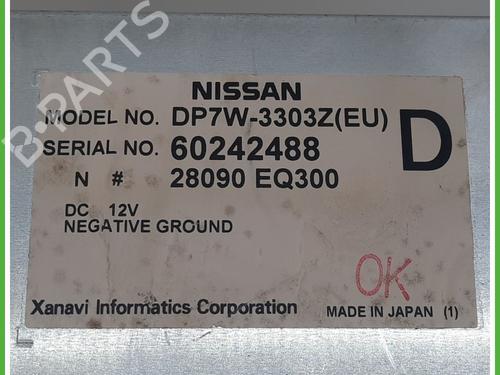 NISSAN
MODEL NO. DP7W-3303Z(EU)
SERIAL NO. 60242488
D
N # 28090 EQ300
DC 12V
NEGATIVE GROUND
OK
Xanavi Informatics Corporation
MADE IN JAPAN (1)
B-PARTS